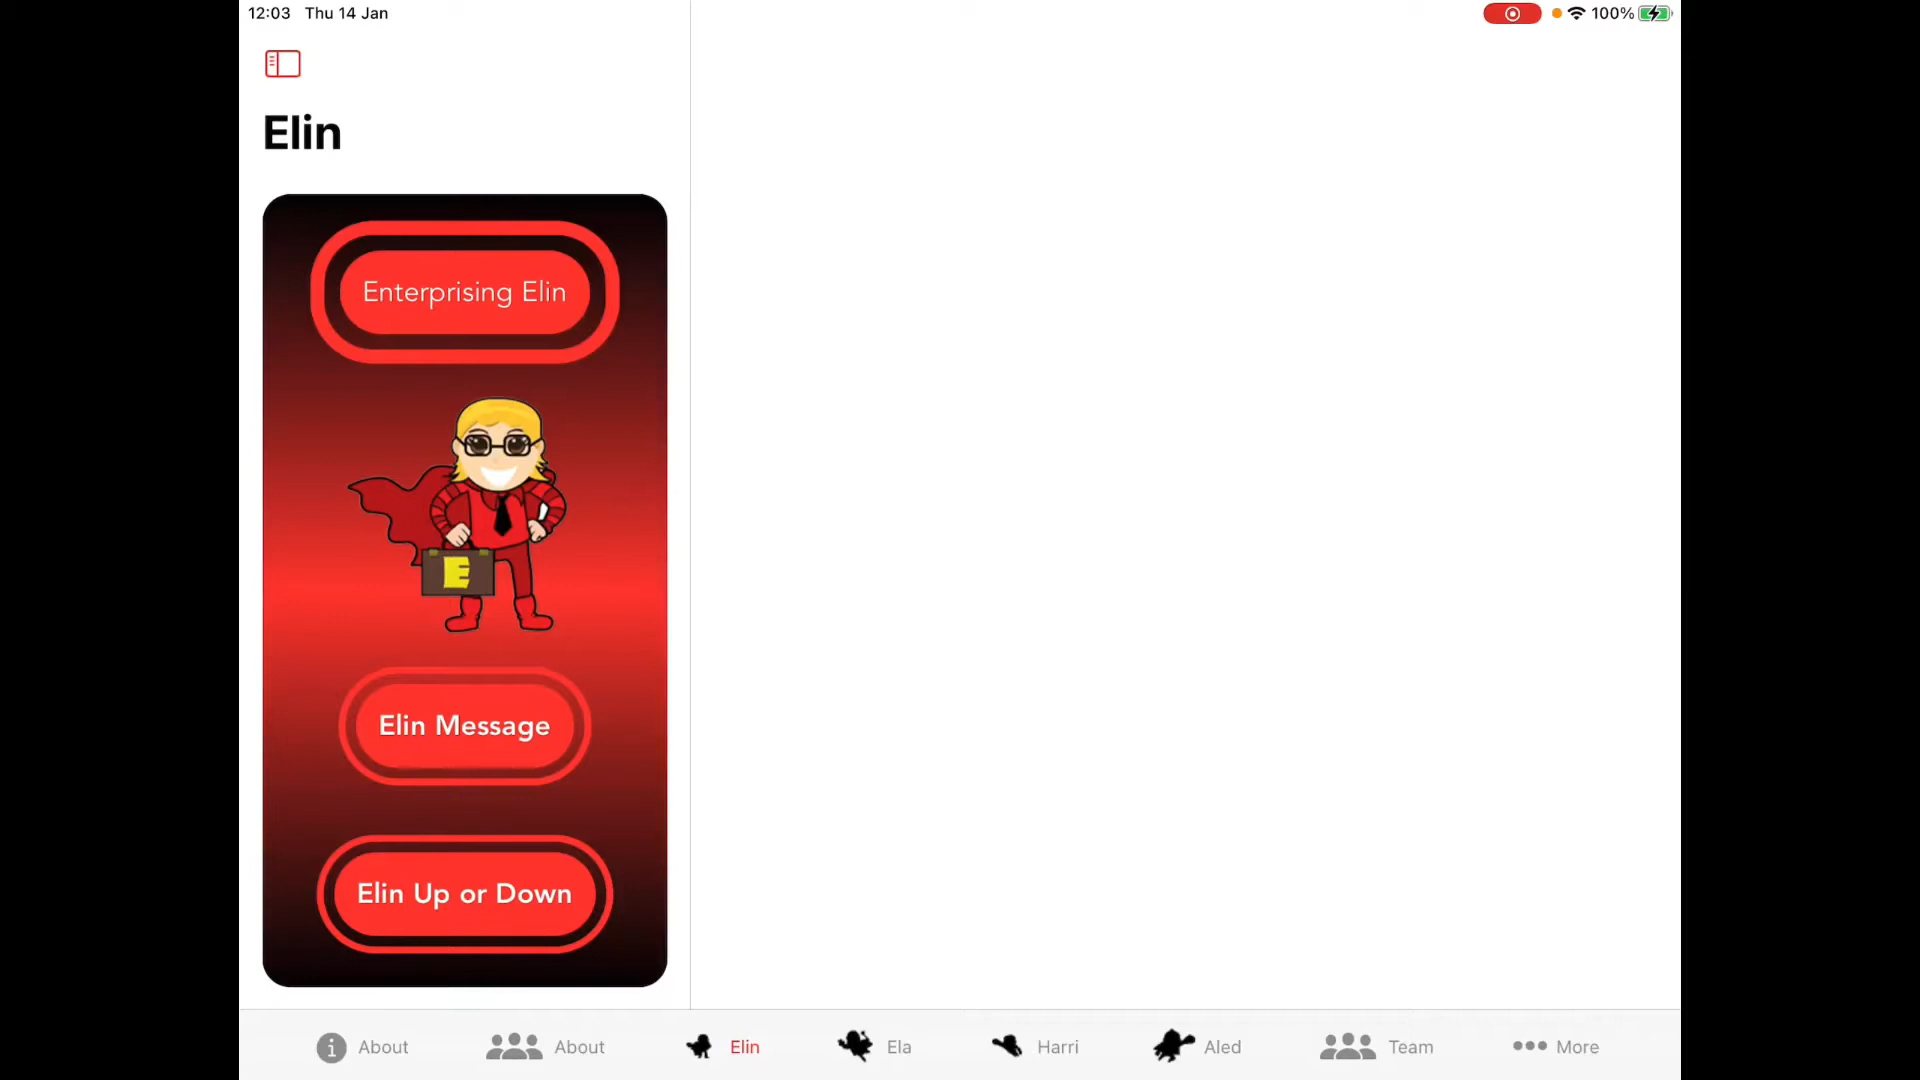 12:03 Thu 14 Jan
100%
Elin
Enterprising Elin
E
Elin Message
Elin Up or Down
About
About
Elin
Ela
Harri
Aled
Team
More